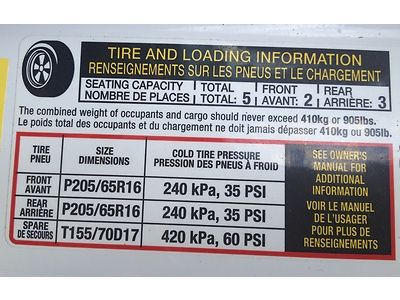 TIRE AND LOADING INFORMATION
RENSEIGNEMENTS SUR LES PNEUS ET LE CHARGEMENT
SEATING CAPACITY TOTAL FRONT REAR
NOMBRE DE PLACES TOTAL: 5 AVANT: 2 ARRIÈRE: 3
The combined weight of occupants and cargo should never exceed 410kg or 905lbs.
Le poids total des occupants et du chargement ne doit jamais dépasser 410kg ou 905lb.
TIRE SIZE COLD TIRE PRESSURE
PNEU DIMENSIONS PRESSION DES PNEUS À FROID
FRONT
AVANT P205/65R16 240 kPa, 35 PSI
REAR
ARRIÈRE P205/65R16 240 kPa, 35 PSI
SPARE
DE SECOURS T155/70D17 420 kPa, 60 PSI
SEE OWNER'S
MANUAL FOR
ADDITIONAL
INFORMATION
VOIR LE MANUEL
DE L'USAGER
POUR PLUS DE
RENSEIGNEMENTS